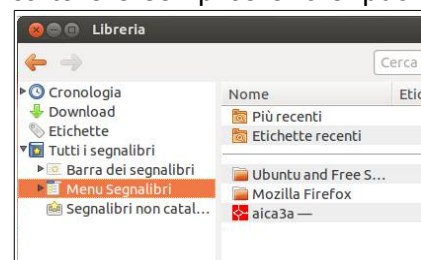 Libreria
Cerca
Nome
Cronologia
Download
Etichette
Tutti i segnalibri
Barra dei segnalibri
Menu Segnalibri
Segnalibri non catal...
Più recenti
Etichette recenti
Ubuntu and Free S...
Mozilla Firefox
aica3a —